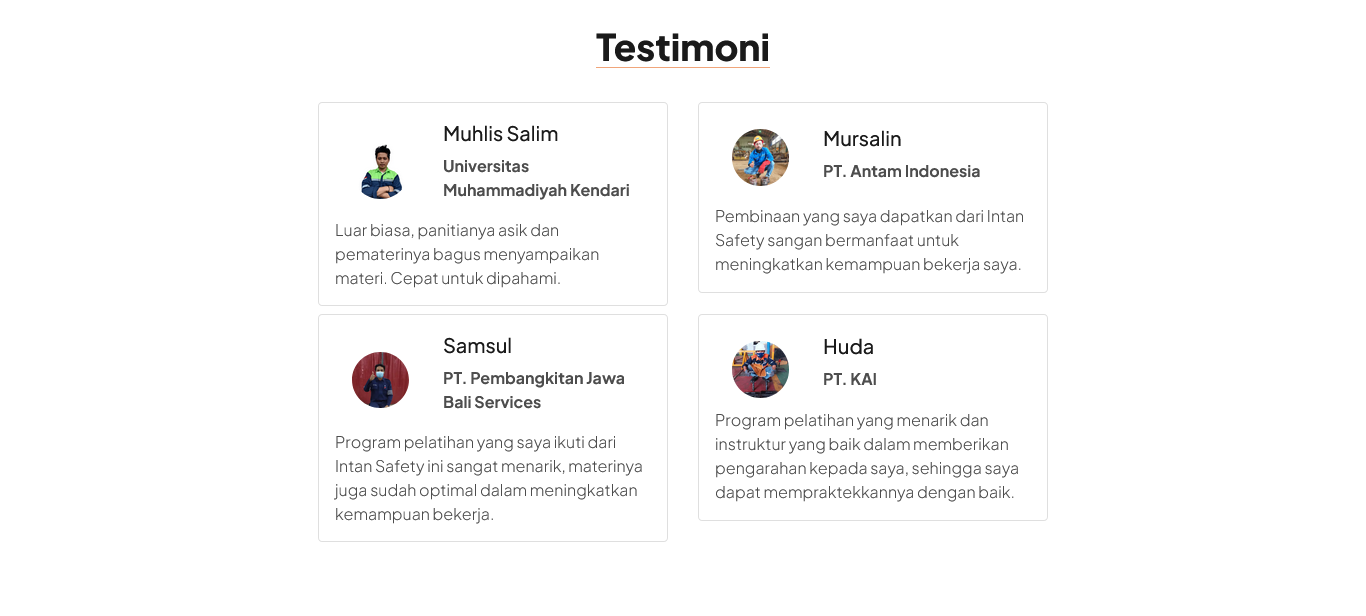 Testimoni
Muhlis Salim
Universitas
Muhammadiyah Kendari
Luar biasa, panitianya asik dan
pematerinya bagus menyampaikan
materi. Cepat untuk dipahami.
Mursalin
PT. Antam Indonesia
Pembinaan yang saya dapatkan dari Intan
Safety sangan bermanfaat untuk
meningkatkan kemampuan bekerja saya.
Samsul
PT. Pembangkitan Jawa
Bali Services
Program pelatihan yang saya ikuti dari
Intan Safety ini sangat menarik, materinya
juga sudah optimal dalam meningkatkan
kemampuan bekerja.
Huda
PT. KAI
Program pelatihan yang menarik dan
instruktur yang baik dalam memberikan
pengarahan kepada saya, sehingga saya
dapat mempraktekkannya dengan baik.